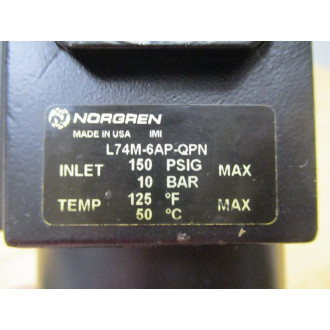 NORGREN
MADE IN USA IMI
L74M-6AP-QPN
INLET 150 PSIG MAX
10 BAR
TEMP 125 °F MAX
50 °C